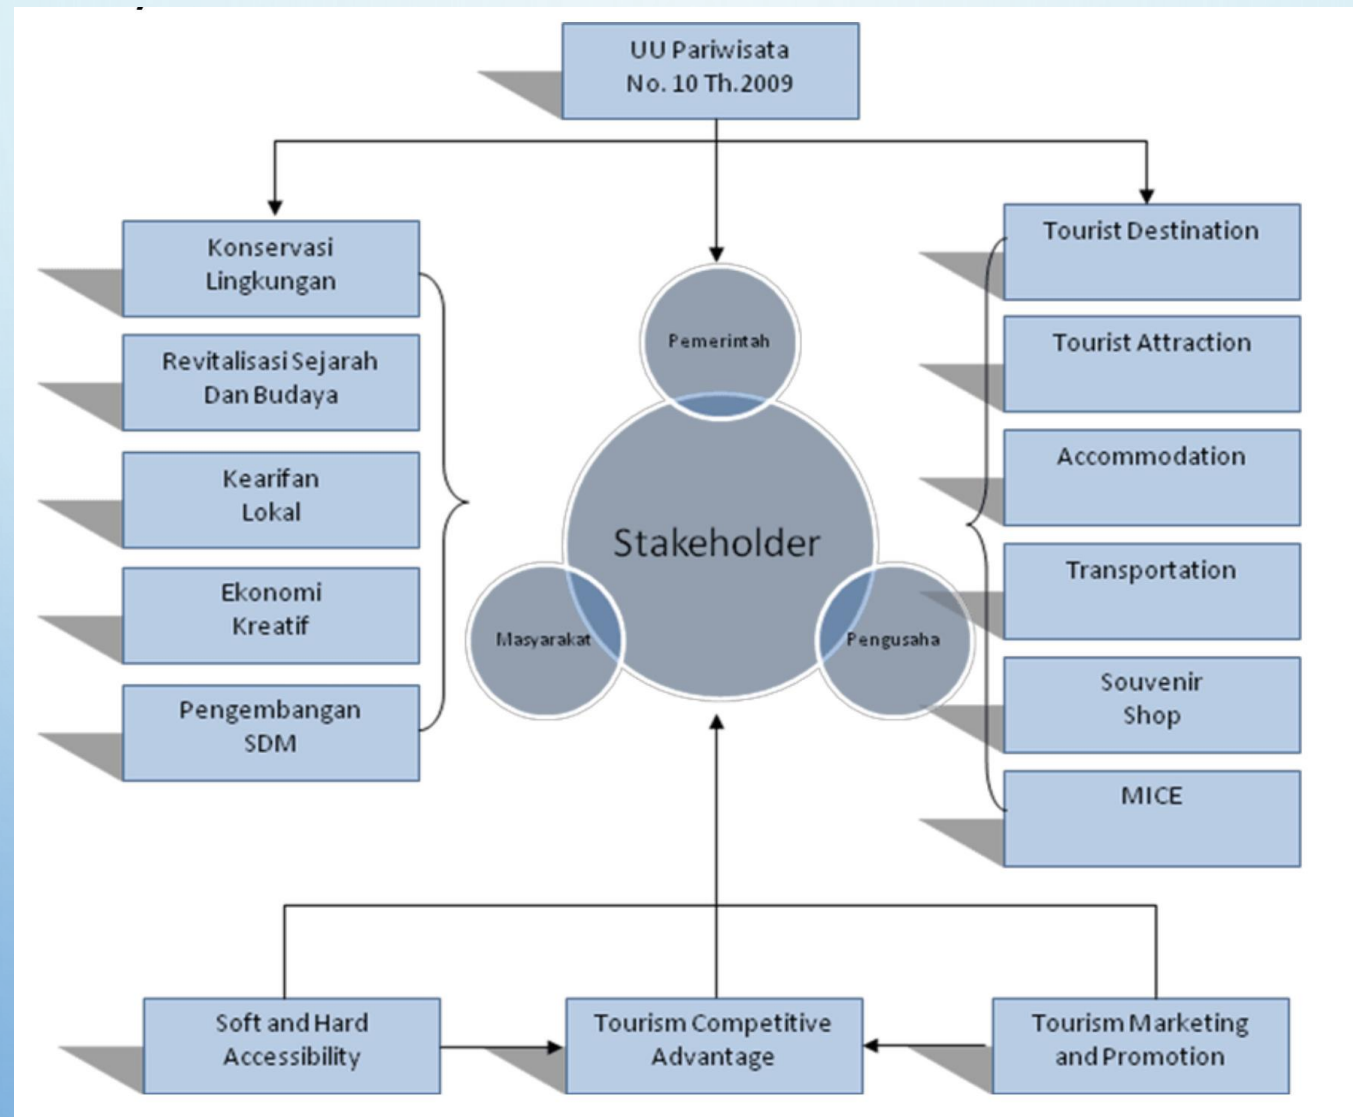 UU Pariwisata
No. 10 Th.2009
Konservasi
Lingkungan
Revitalisasi Sejarah
Dan Budaya
Kearifan
Lokal
Ekonomi
Kreatif
Pengembangan
SDM
Pemerintah
Stakeholder
Masyarakat
Pengusaha
Tourist Destination
Tourist Attraction
Accommodation
Transportation
Souvenir
Shop
MICE
Soft and Hard
Accessibility
Tourism Competitive
Advantage
Tourism Marketing
and Promotion